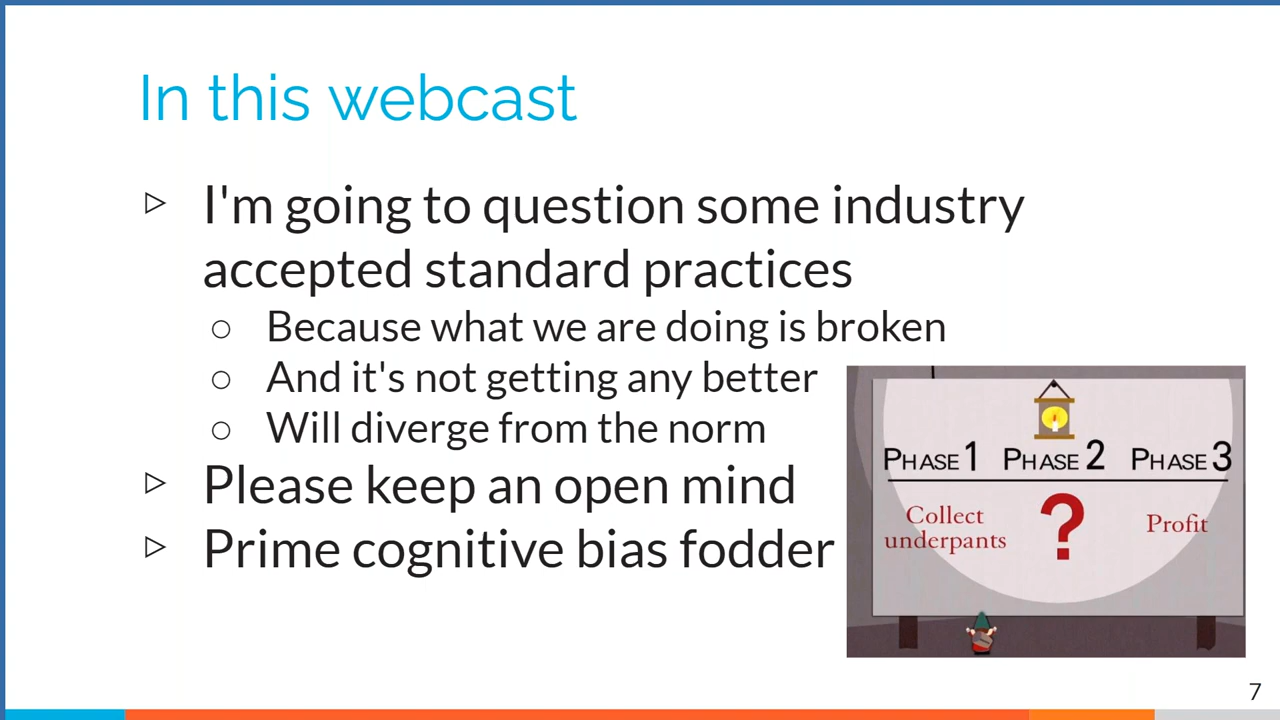 In this webcast
▷ I'm going to question some industry
accepted standard practices
○ Because what we are doing is broken
○ And it's not getting any better
○ Will diverge from the norm
▷ Please keep an open mind
▷ Prime cognitive bias fodder
PHASE 1 PHASE 2 PHASE 3
Collect
underpants
?
Profit
7